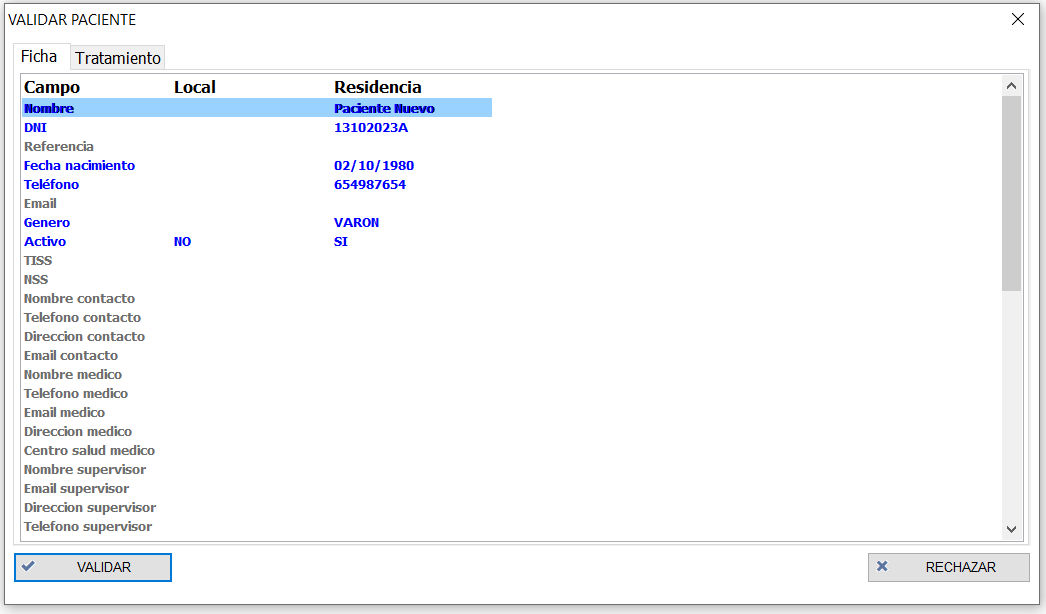 VALIDAR PACIENTE
Ficha Tratamiento
Campo Local Residencia
Nombre Paciente Nuevo
DNI 13102023A
Referencia
Fecha nacimiento 02/10/1980
Teléfono 654987654
Email
Genero VARON
Activo NO SI
TISS
NSS
Nombre contacto
Telefono contacto
Direccion contacto
Email contacto
Nombre medico
Telefono medico
Email medico
Direccion medico
Centro salud medico
Nombre supervisor
Email supervisor
Direccion supervisor
Telefono supervisor
VALIDAR RECHAZAR